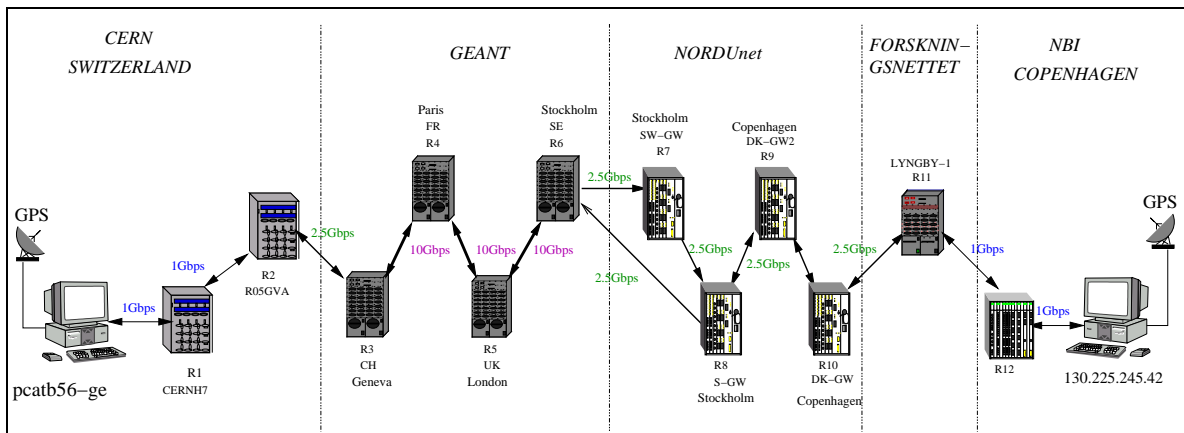 CERN
SWITZERLAND
GEANT
NORDUnet
FORSKNIN–
GSNETTET
NBI
COPENHAGEN
GPS
pcatb56–ge
1Gbps
R1
CERNH7
1Gbps
R2
R05GVA
2.5Gbps
R3
CH
Geneva
10Gbps
Paris
FR
R4
10Gbps
R5
UK
London
10Gbps
Stockholm
SE
R6
2.5Gbps
2.5Gbps
Stockholm
SW–GW
R7
2.5Gbps
R8
S–GW
Stockholm
2.5Gbps
Copenhagen
DK–GW2
R9
R10
DK–GW
Copenhagen
2.5Gbps
LYNGBY–1
R11
1Gbps
R12
1Gbps
GPS
130.225.245.42